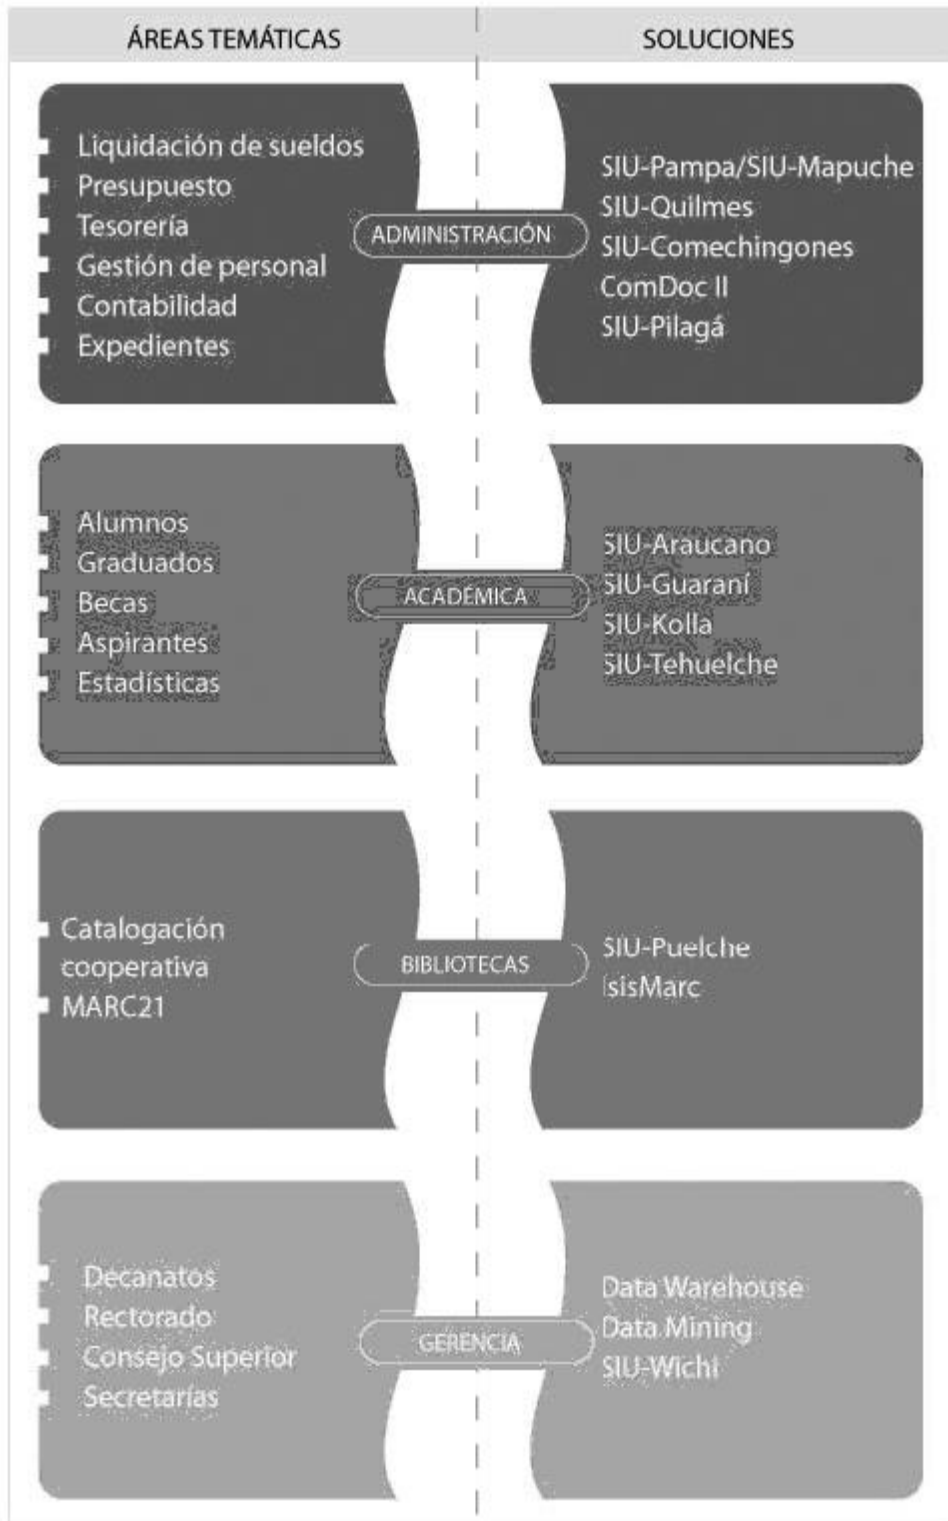 ÁREAS TEMÁTICAS
SOLUCIONES
Liquidación de sueldos
Presupuesto
Tesorería
Gestión de personal
Contabilidad
Expedientes
ADMINISTRACIÓN
SIU-Pampa/SIU-Mapuche
SIU-Quilmes
SIU-Comechingones
ComDoc II
SIU-Pilagá
Alumnos
Graduados
Becas
Aspirantes
Estadísticas
ACADÉMICA
SIU-Araucano
SIU-Guaraní
SIU-Kolla
SIU-Tehuelche
Catalogación
cooperativa
MARC21
BIBLIOTECAS
SIU-Puelche
IsisMarc
Decanatos
Rectorado
Consejo Superior
Secretarías
GERENCIA
Data Warehouse
Data Mining
SIU-Wichi